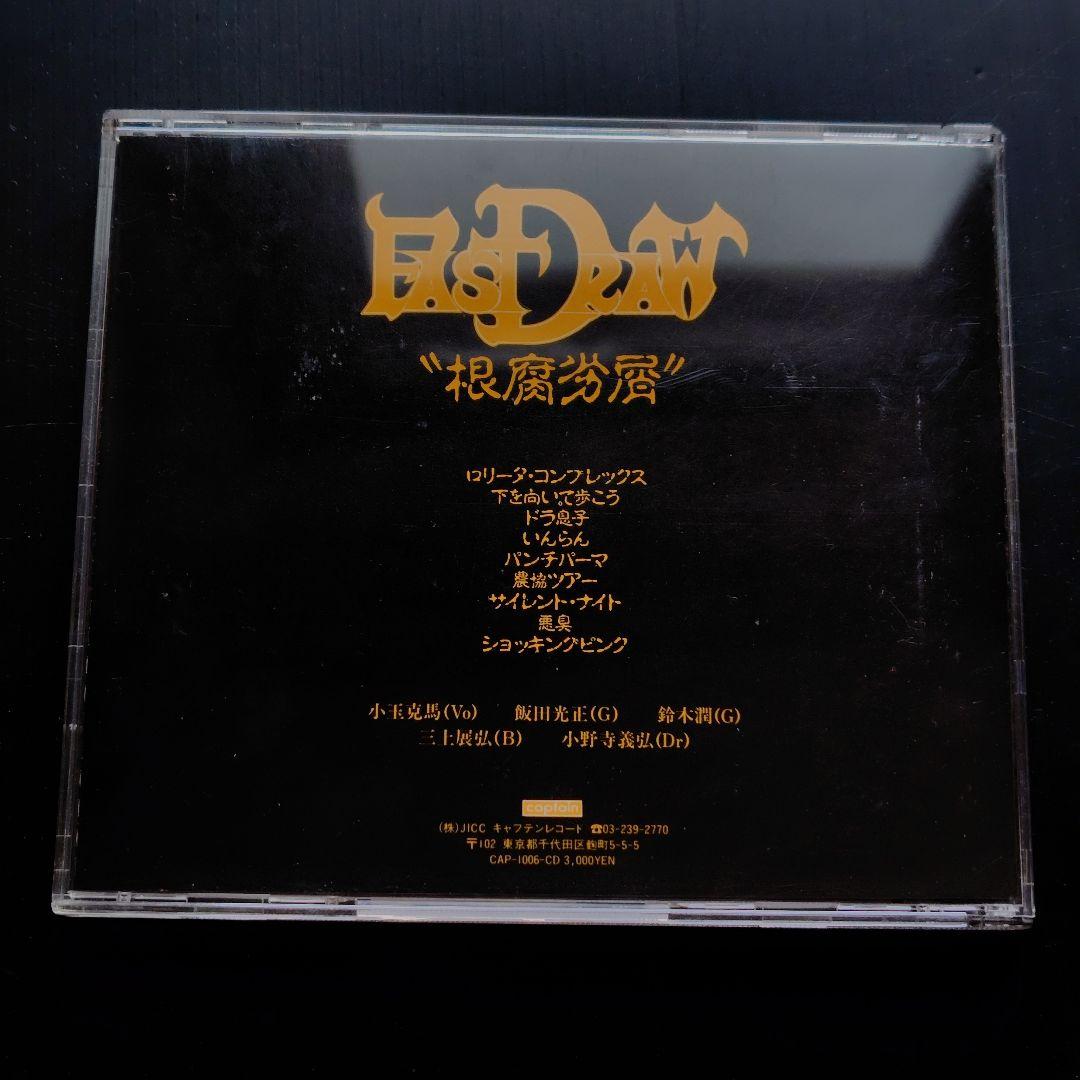 FAST DRAW
〝根腐劣屑〟
ロリータ・コンプレックス
下を向いて歩こう
ドラ息子
いんらん
パンチパーマ
農協ツアー
サイレント・ナイト
悪臭
ショッキングピンク
小玉克馬(Vo) 飯田光正(G) 鈴木潤(G)
三上展弘(B) 小野寺義弘(Dr)
captain
(株)JICC キャプテンレコード ☎03-239-2770
〒102 東京都千代田区麹町5-5-5
CAP-1006-CD 3,000YEN